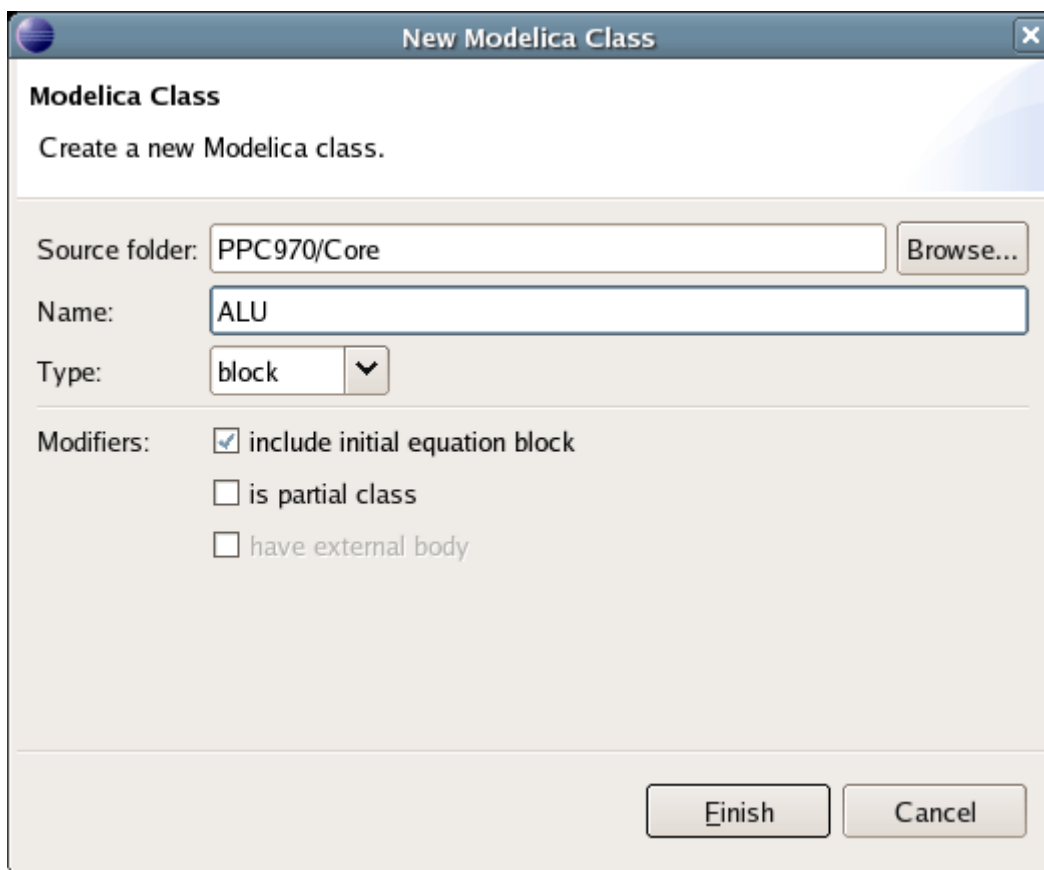 New Modelica Class
Modelica Class
Create a new Modelica class.
Source folder: PPC970/Core Browse...
Name: ALU
Type: block
Modifiers: include initial equation block
is partial class
have external body
Finish Cancel